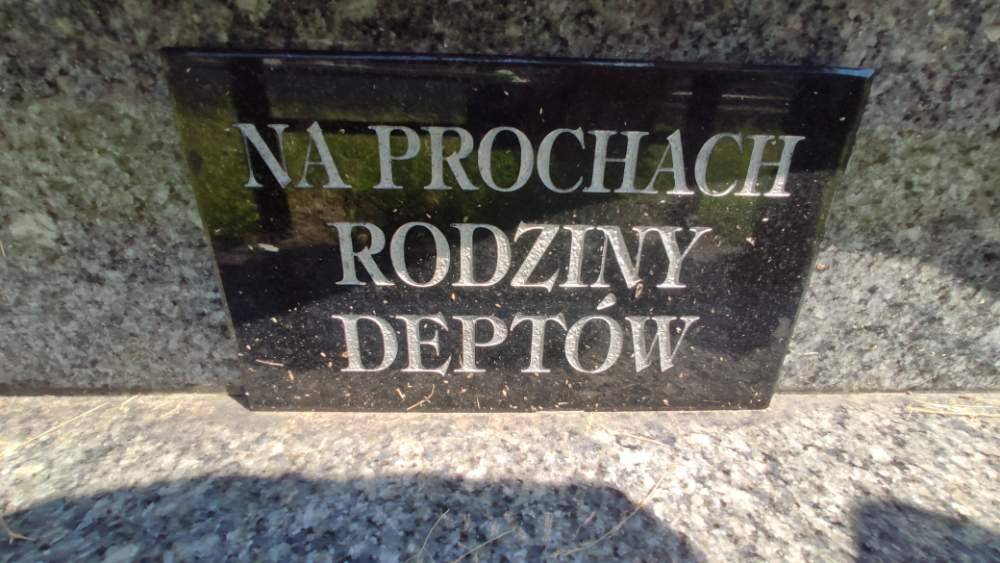 NA PROCHACH
RODZINY
DEPTÓW